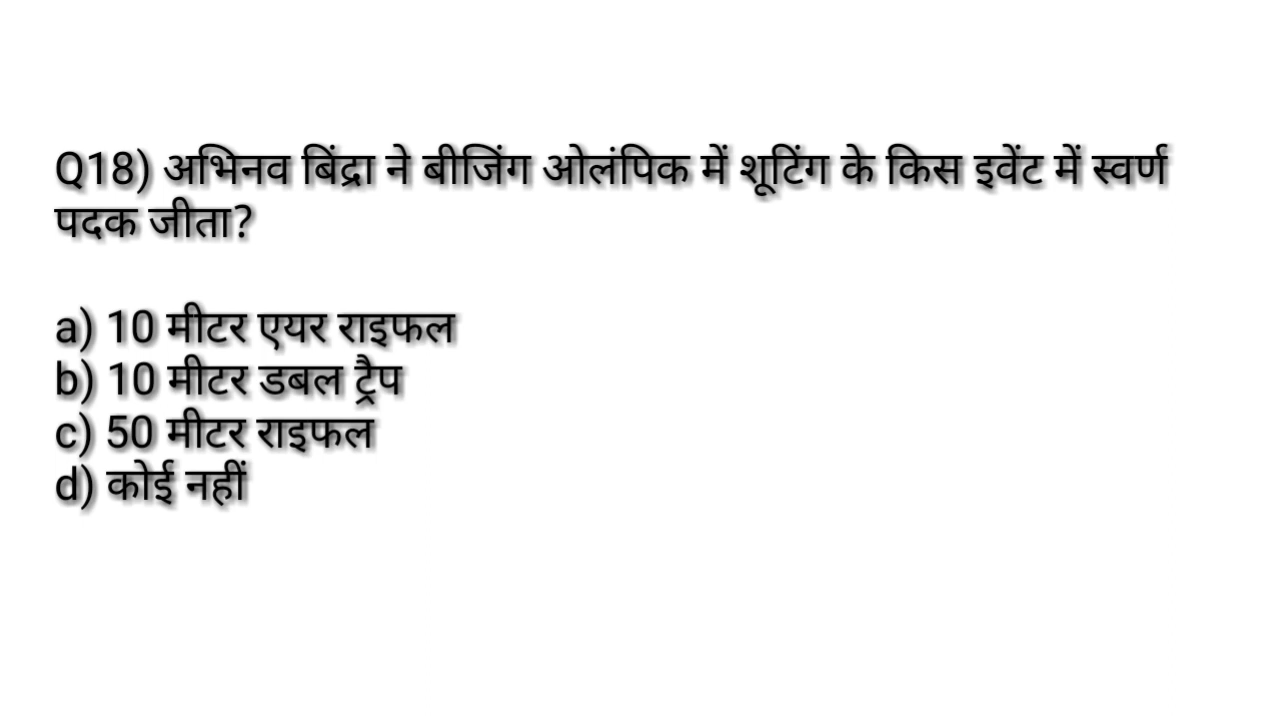 Q18) अभिनव बिंद्रा ने बीजिंग ओलंपिक में शूटिंग के किस इवेंट में स्वर्ण
पदक जीता?
a) 10 मीटर एयर राइफल
b) 10 मीटर डबल ट्रैप
c) 50 मीटर राइफल
d) कोई नहीं